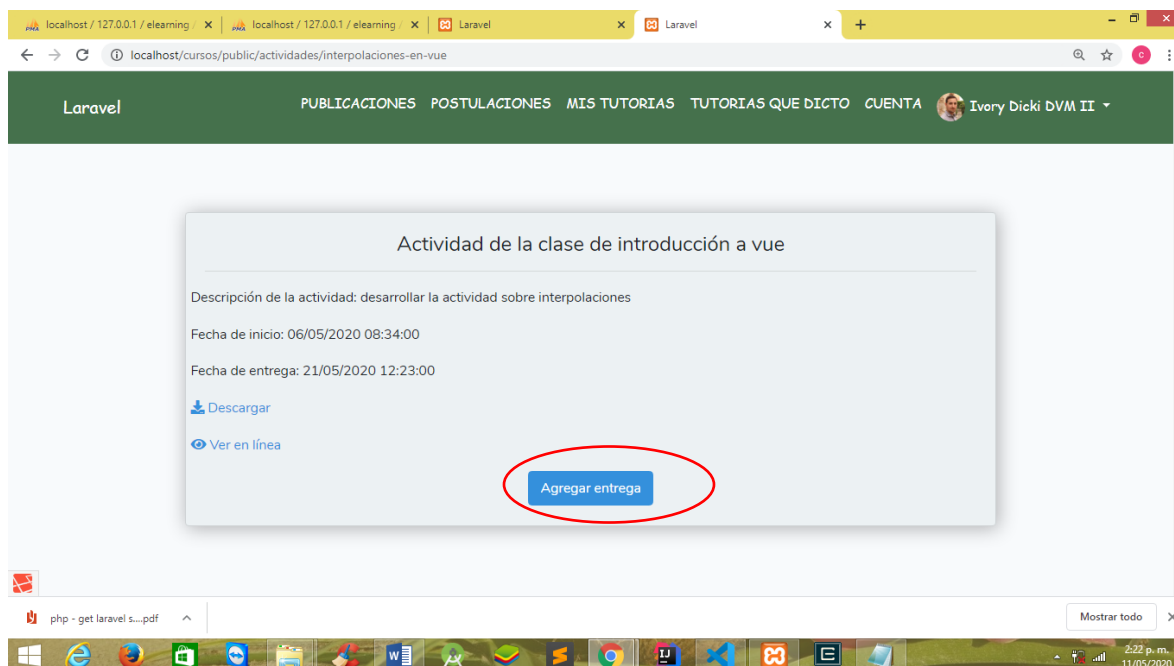 localhost / 127.0.0.1 / elearning /
localhost / 127.0.0.1 / elearning /
Laravel
Laravel
localhost/cursos/public/actividades/interpolaciones-en-vue
c
Laravel
PUBLICACIONES POSTULACIONES MIS TUTORIAS TUTORIAS QUE DICTO CUENTA Ivory Dicki DVM II
Actividad de la clase de introducción a vue
Descripción de la actividad: desarrollar la actividad sobre interpolaciones
Fecha de inicio: 06/05/2020 08:34:00
Fecha de entrega: 21/05/2020 12:23:00
Descargar
Ver en línea
Agregar entrega
php - get laravel s....pdf
Mostrar todo
2:22 p. m.
11/05/2020